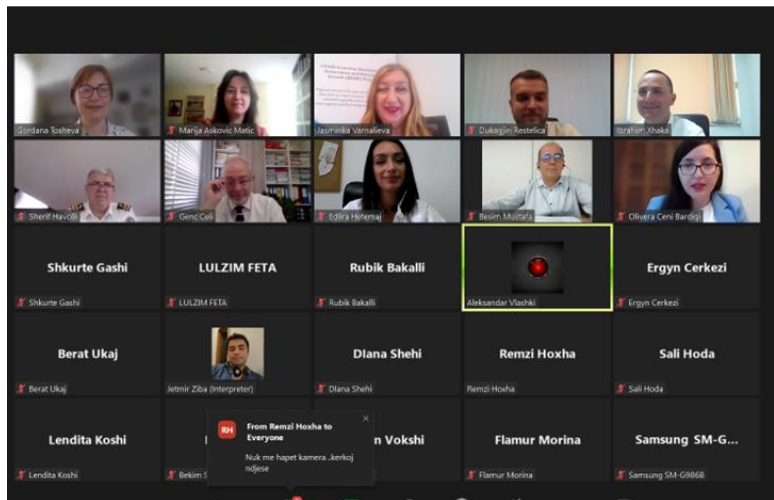 Gordana Tosheva
Marija Askovic Matic
Jasminka Varnalieva
Dukagjin Restelica
Ibrahim Xhaka
Sherif Havolli
Genc Celi
Edlira Hetemaj
Besim Mustafa
Olivera Ceni Bardiqi
Shkurte Gashi
LULZIM FETA
Rubik Bakalli
Ergyn Cerkezi
Shkurte Gashi
LULZIM FETA
Rubik Bakalli
Aleksandar Vlashki
Ergyn Cerkezi
Berat Ukaj
DIana Shehi
Remzi Hoxha
Sali Hoda
Berat Ukaj
Jetmir Ziba (Interpreter)
DIana Shehi
Remzi Hoxha
Sali Hoda
RH
From Remzi Hoxha to
Everyone
Nuk me hapet kamera ..kerkoj
ndjese
Lendita Koshi
n Vokshi
Flamur Morina
Samsung SM-G...
Lendita Koshi
Bekim S
Flamur Morina
Samsung SM-G986B